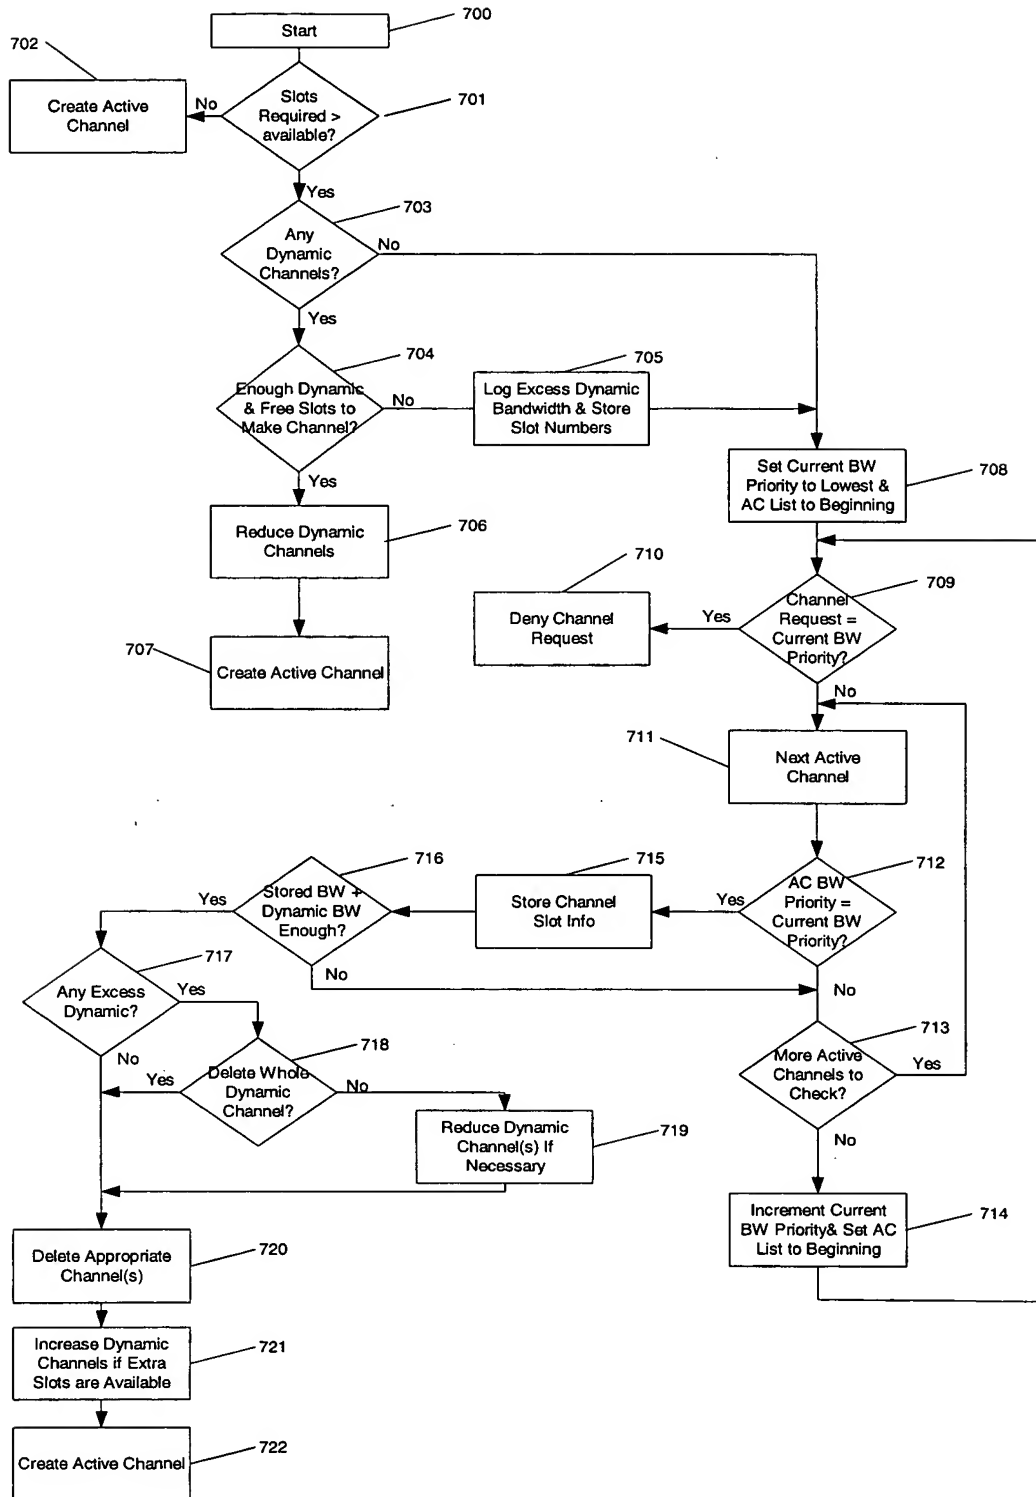 700
Start
702
Create Active
Channel
No
Slots
Required >
available?
701
Yes
703
Any
Dynamic
Channels?
No
Yes
704
Enough Dynamic
& Free Slots to
Make Channel?
No
705
Log Excess Dynamic
Bandwidth & Store
Slot Numbers
Yes
Set Current BW
Priority to Lowest &
AC List to Beginning
708
Reduce Dynamic
Channels
706
710
Deny Channel
Request
Yes
709
Channel
Request =
Current BW
Priority?
707
Create Active Channel
No
711
Next Active
Channel
716
Stored BW +
Dynamic BW
Enough?
Yes
715
Store Channel
Slot Info
Yes
712
AC BW
Priority =
Current BW
Priority?
717
Any Excess
Dynamic?
Yes
No
No
713
More Active
Channels to
Check?
Yes
No
718
Delete Whole
Dynamic
Channel?
Yes
No
Reduce Dynamic
Channel(s) If
Necessary
719
No
Increment Current
BW Priority& Set AC
List to Beginning
714
Delete Appropriate
Channel(s)
720
Increase Dynamic
Channels if Extra
Slots are Available
721
Create Active Channel
722